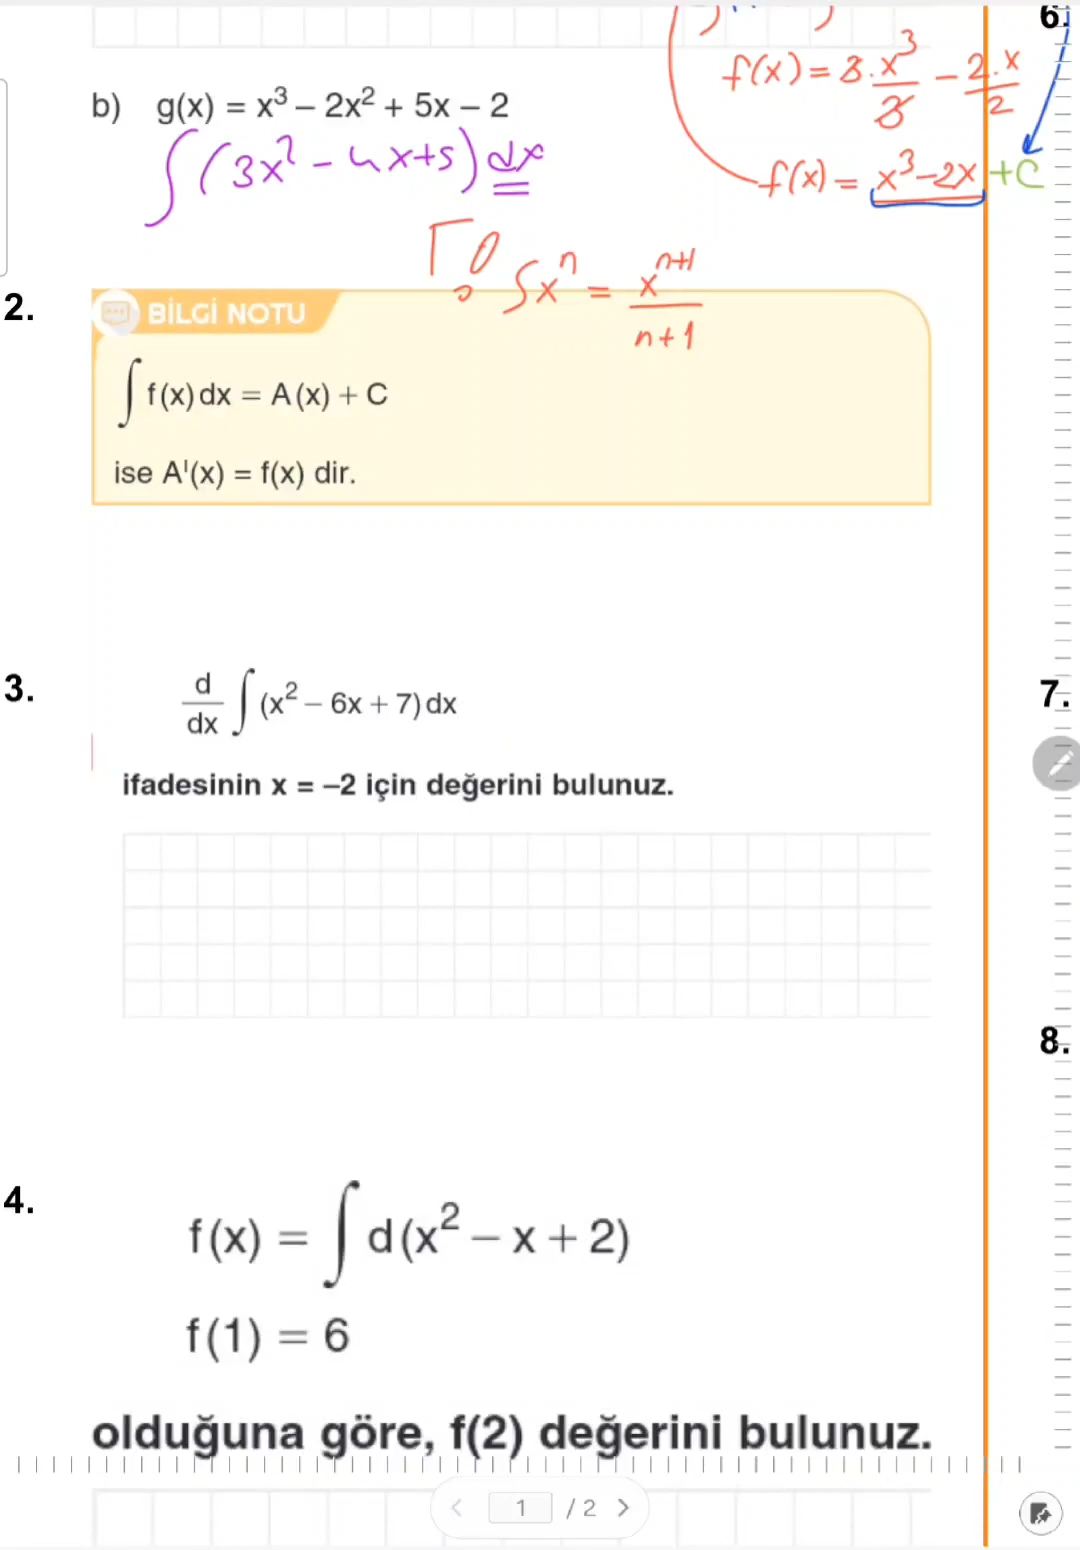 6.
f(x) = 3.x³/3 - 2.x/2
b) g(x) = x³ – 2x² + 5x – 2
∫(3x² - 4x+5)dx
f(x) = x³-2x +C
∫xⁿ = xⁿ⁺¹/n+1
2.
BİLGİ NOTU
∫ f(x) dx = A(x) + C
ise A'(x) = f(x) dir.
3.
d/dx ∫(x² – 6x + 7) dx
7.
ifadesinin x = –2 için değerini bulunuz.
8.
4.
f(x) = ∫ d(x² – x + 2)
f(1) = 6
olduğuna göre, f(2) değerini bulunuz.
1 / 2